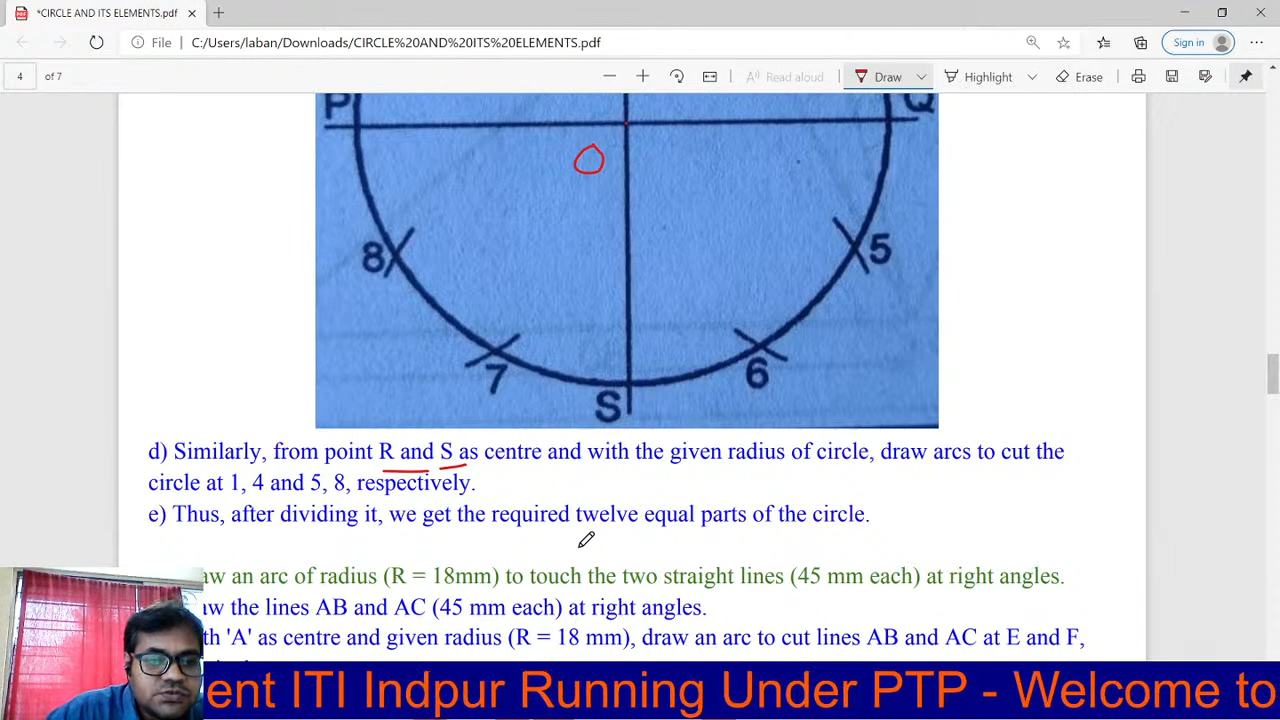 *CIRCLE AND ITS ELEMENTS.pdf
File C:/Users/laban/Downloads/CIRCLE%20AND%20ITS%20ELEMENTS.pdf Sign in
4 of 7 Read aloud Draw Highlight Erase
P Q
O
8 5
7 6
S
d) Similarly, from point R and S as centre and with the given radius of circle, draw arcs to cut the
circle at 1, 4 and 5, 8, respectively.
e) Thus, after dividing it, we get the required twelve equal parts of the circle.
aw an arc of radius (R = 18mm) to touch the two straight lines (45 mm each) at right angles.
aw the lines AB and AC (45 mm each) at right angles.
th 'A' as centre and given radius (R = 18 mm), draw an arc to cut lines AB and AC at E and F,
ent ITI Indpur Running Under PTP - Welcome to